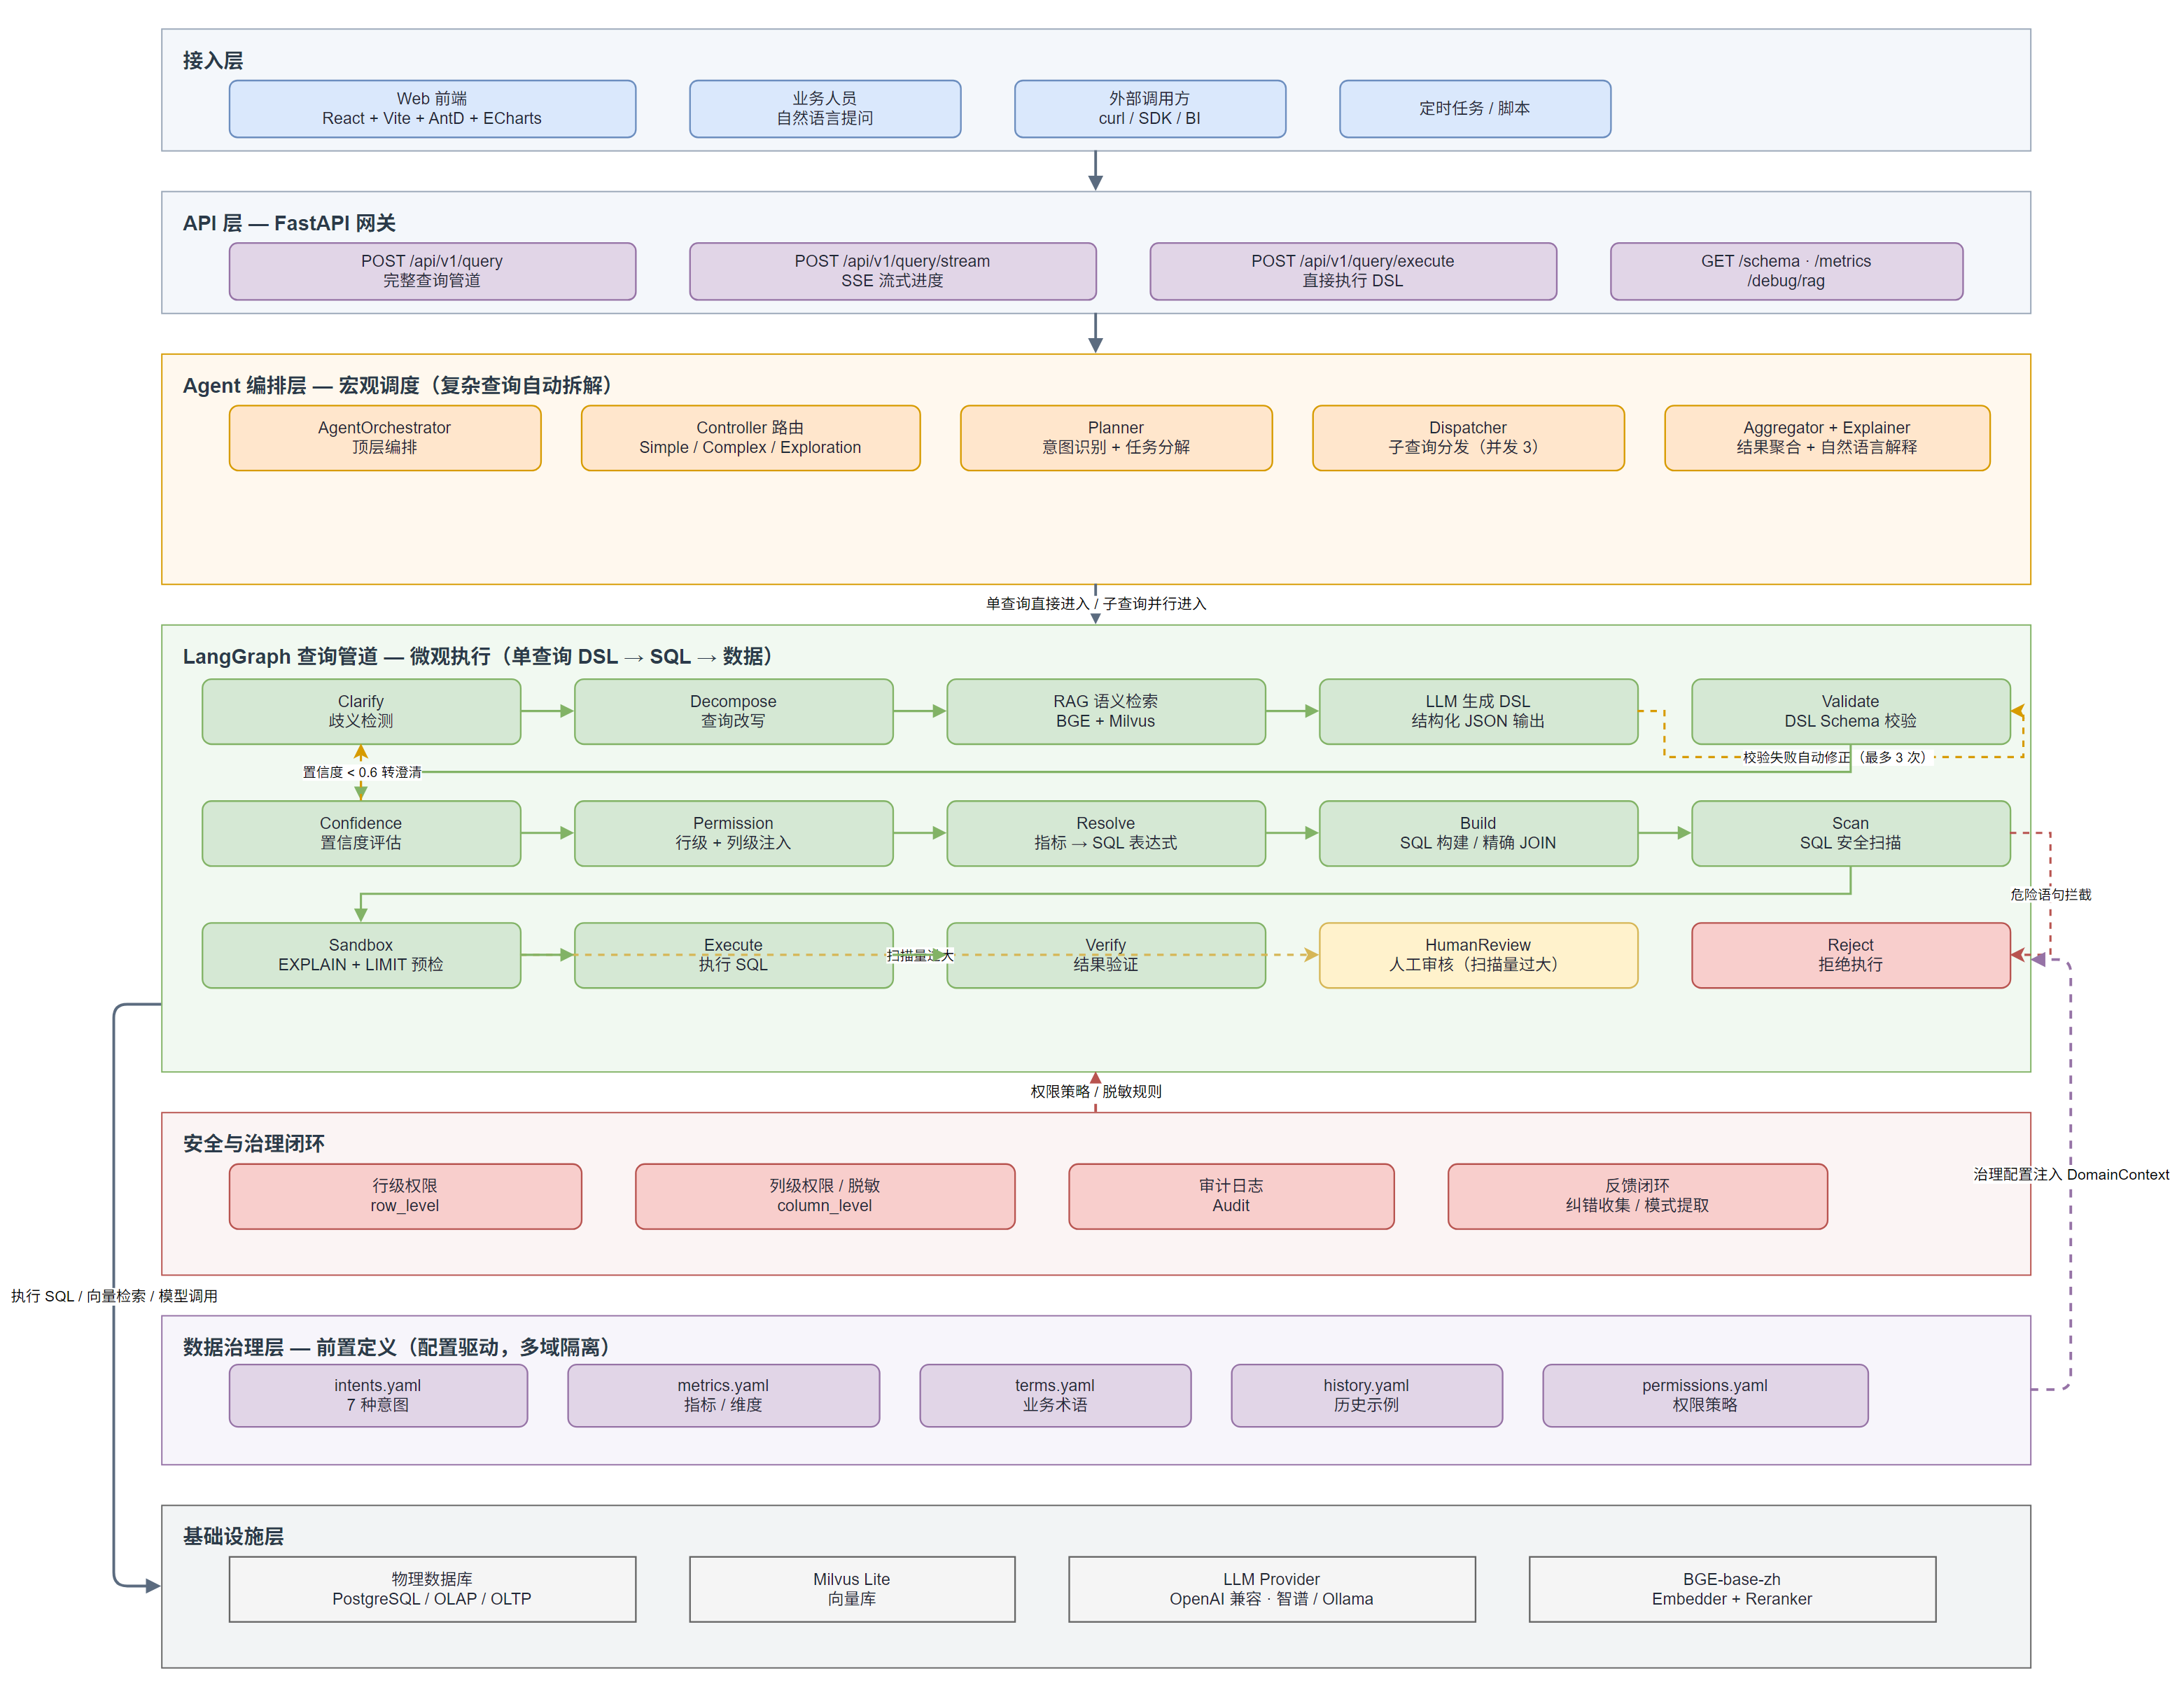 接入层
Web 前端
React + Vite + AntD + ECharts
业务人员
自然语言提问
外部调用方
curl / SDK / BI
定时任务 / 脚本
API 层 — FastAPI 网关
POST /api/v1/query
完整查询管道
POST /api/v1/query/stream
SSE 流式进度
POST /api/v1/query/execute
直接执行 DSL
GET /schema · /metrics
/debug/rag
Agent 编排层 — 宏观调度（复杂查询自动拆解）
AgentOrchestrator
顶层编排
Controller 路由
Simple / Complex / Exploration
Planner
意图识别 + 任务分解
Dispatcher
子查询分发（并发 3）
Aggregator + Explainer
结果聚合 + 自然语言解释
单查询直接进入 / 子查询并行进入
LangGraph 查询管道 — 微观执行（单查询 DSL → SQL → 数据）
Clarify
歧义检测
Decompose
查询改写
RAG 语义检索
BGE + Milvus
LLM 生成 DSL
结构化 JSON 输出
Validate
DSL Schema 校验
校验失败自动修正（最多 3 次）
置信度 < 0.6 转澄清
Confidence
置信度评估
Permission
行级 + 列级注入
Resolve
指标 → SQL 表达式
Build
SQL 构建 / 精确 JOIN
Scan
SQL 安全扫描
危险语句拦截
Sandbox
EXPLAIN + LIMIT 预检
Execute
执行 SQL
扫描量过大
Verify
结果验证
HumanReview
人工审核（扫描量过大）
Reject
拒绝执行
权限策略 / 脱敏规则
安全与治理闭环
行级权限
row_level
列级权限 / 脱敏
column_level
审计日志
Audit
反馈闭环
纠错收集 / 模式提取
治理配置注入 DomainContext
执行 SQL / 向量检索 / 模型调用
数据治理层 — 前置定义（配置驱动，多域隔离）
intents.yaml
7 种意图
metrics.yaml
指标 / 维度
terms.yaml
业务术语
history.yaml
历史示例
permissions.yaml
权限策略
基础设施层
物理数据库
PostgreSQL / OLAP / OLTP
Milvus Lite
向量库
LLM Provider
OpenAI 兼容 · 智谱 / Ollama
BGE-base-zh
Embedder + Reranker